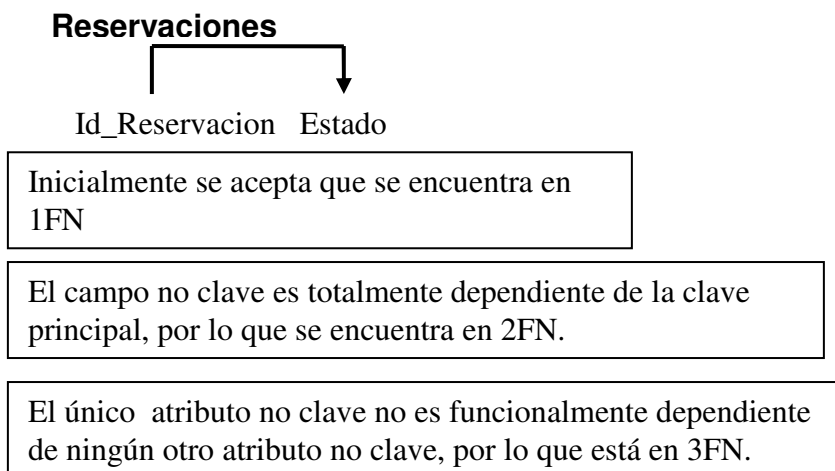 Reservaciones
Id_Reservacion Estado
Inicialmente se acepta que se encuentra en
1FN
El campo no clave es totalmente dependiente de la clave
principal, por lo que se encuentra en 2FN.
El único atributo no clave no es funcionalmente dependiente
de ningún otro atributo no clave, por lo que está en 3FN.